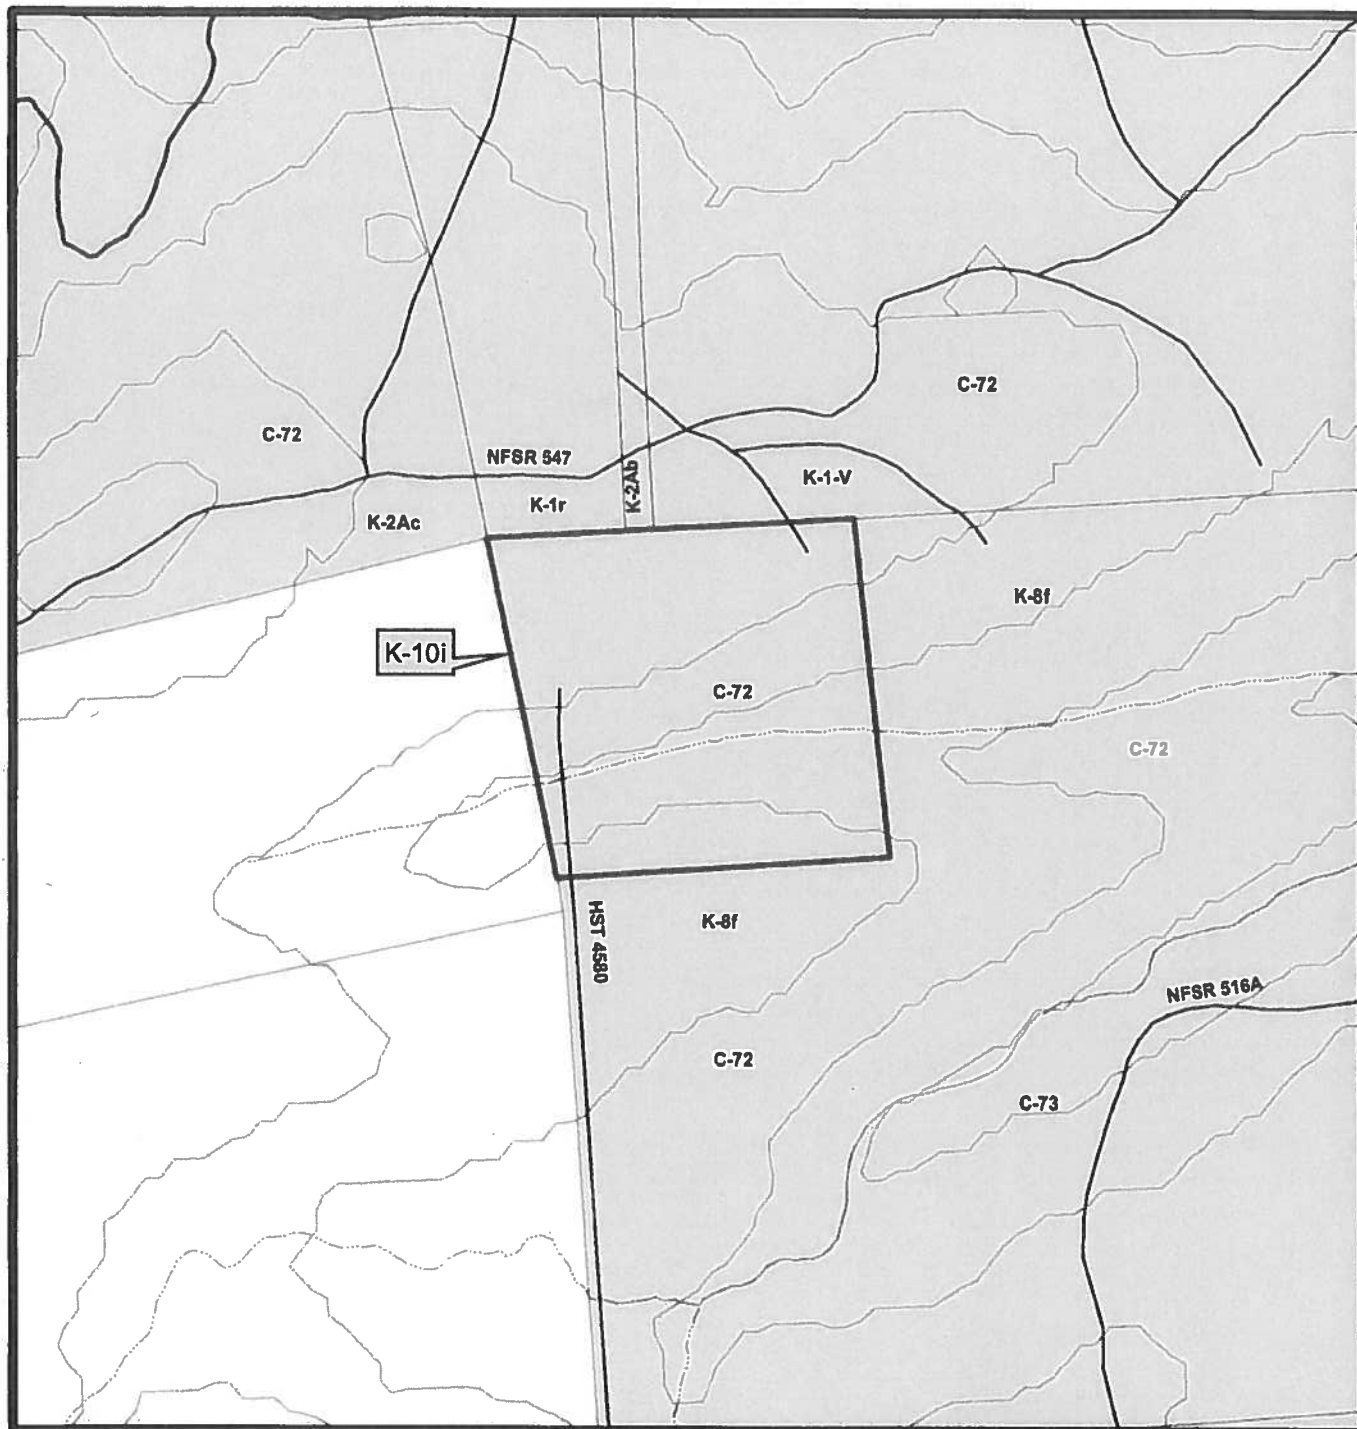 C-72
C-72
NFSR 547
K-2Ab
K-1-V
K-1r
K-2Ac
K-8f
K-10i
C-72
C-72
K-8f
HST 4580
NFSR 516A
C-72
C-73